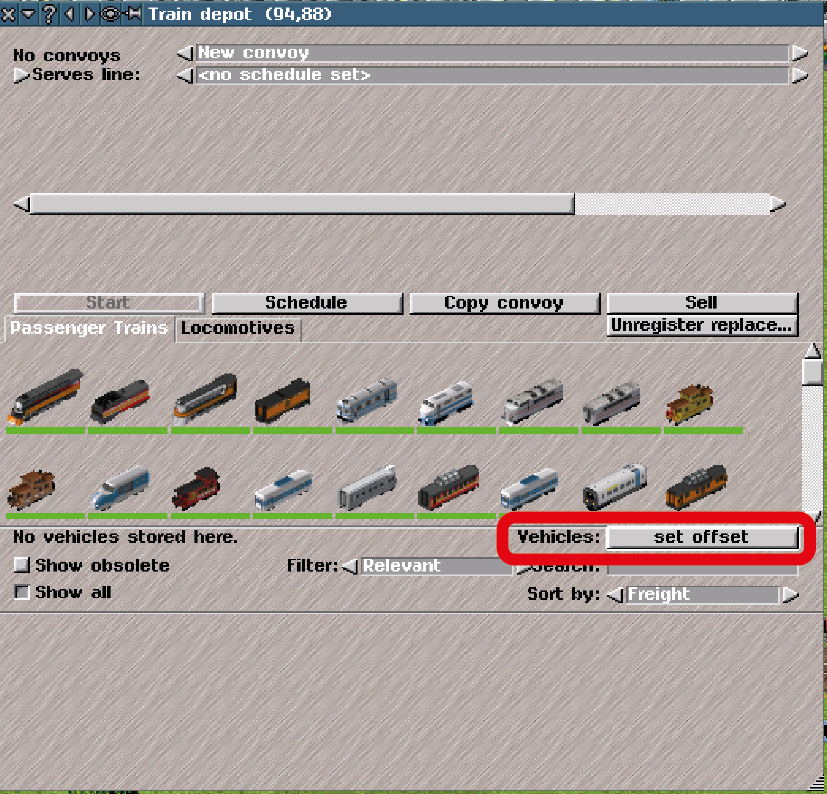 Train depot (94,88)
No convoys New convoy
Serves line: <no schedule set>
Start Schedule Copy convoy Sell
Passenger Trains Locomotives Unregister replace...
No vehicles stored here. Vehicles: set offset
Show obsolete Filter: Relevant Search:
Show all Sort by: Freight